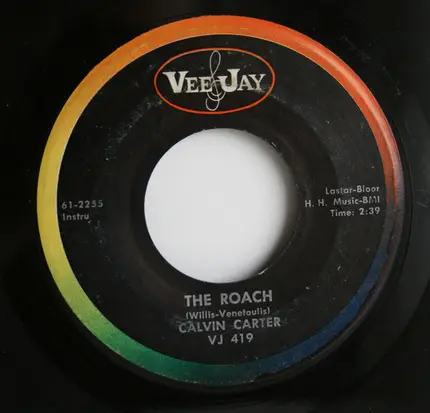 VEE JAY
61-2255
Instru
Lastar-Bloor
H. H. Music-BMI
Time: 2:39
THE ROACH
(Willis-Venetaulis)
CALVIN CARTER
VJ 419